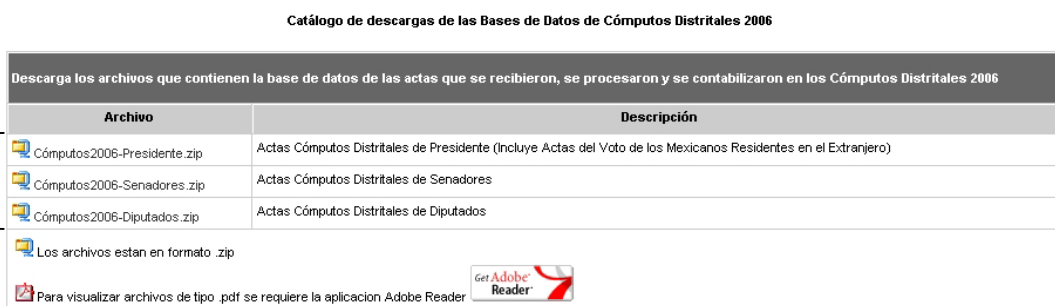 Catálogo de descargas de las Bases de Datos de Cómputos Distritales 2006
Descarga los archivos que contienen la base de datos de las actas que se recibieron, se procesaron y se contabilizaron en los Cómputos Distritales 2006
Archivo Descripción
Cómputos2006-Presidente.zip Actas Cómputos Distritales de Presidente (Incluye Actas del Voto de los Mexicanos Residentes en el Extranjero)
Cómputos2006-Senadores.zip Actas Cómputos Distritales de Senadores
Cómputos2006-Diputados.zip Actas Cómputos Distritales de Diputados
Los archivos estan en formato .zip
Para visualizar archivos de tipo .pdf se requiere la aplicacion Adobe Reader
Get Adobe
Reader